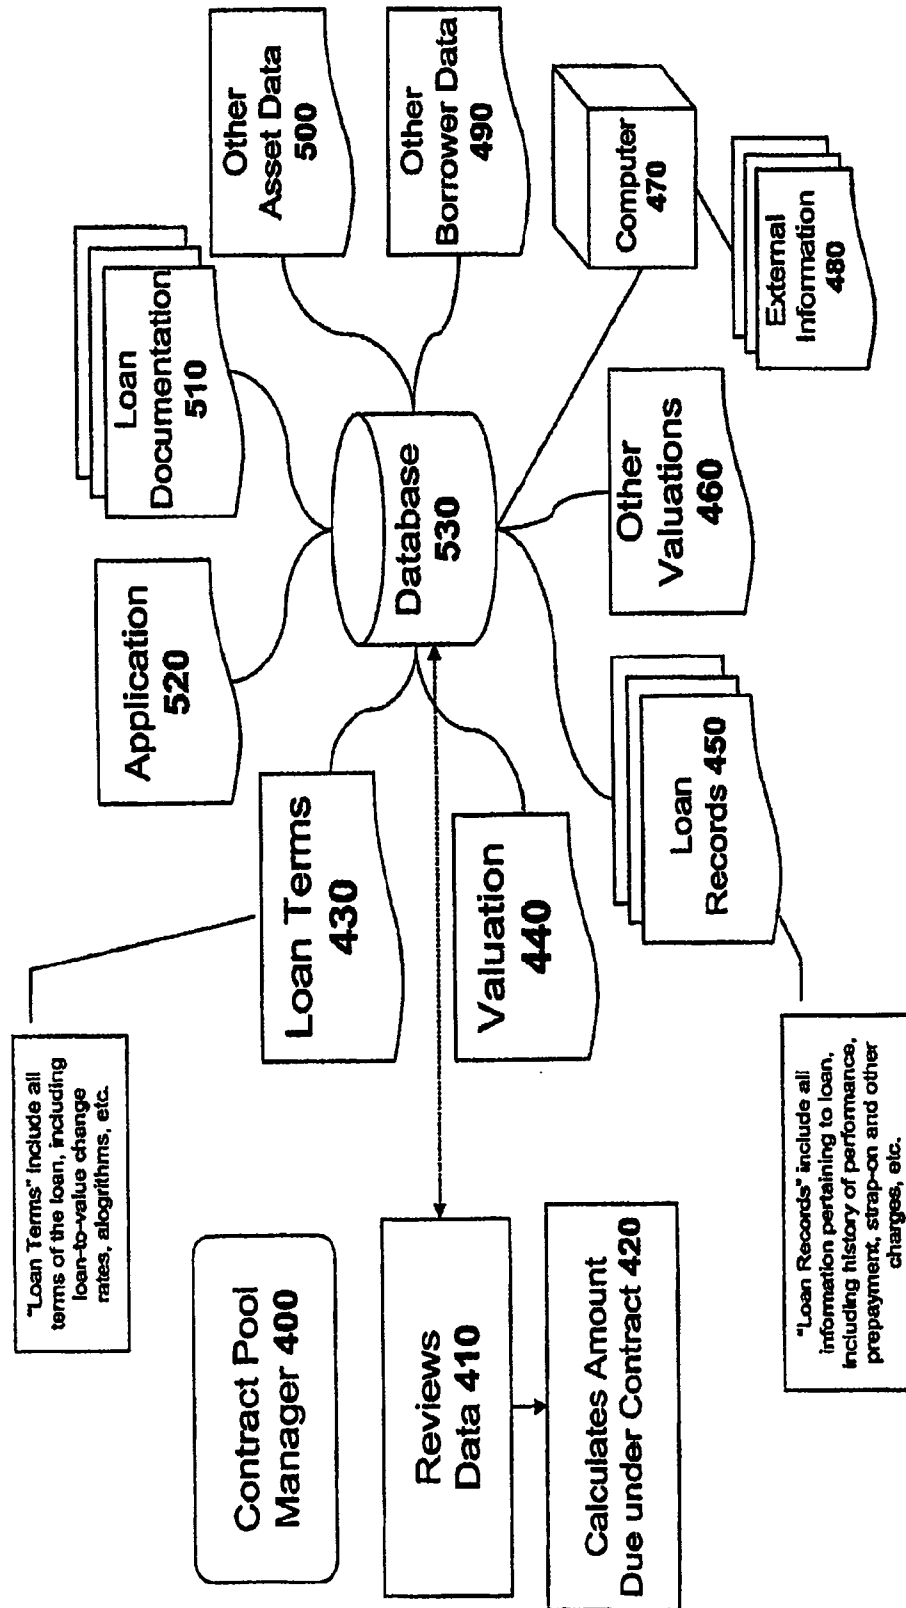 "Loan Terms" include all
terms of the loan, including
loan-to-value change
rates, alogrithms, etc.
Contract Pool
Manager 400
Reviews
Data 410
Calculates Amount
Due under Contract 420
Loan Terms
430
Valuation
440
Loan
Records 450
"Loan Records" include all
information pertaining to loan,
including history of performance,
prepayment, strap-on and other
charges, etc.
Application
520
Loan
Documentation
510
Other
Asset Data
500
Other
Borrower Data
490
Database
530
Computer
470
External
Information
480
Other
Valuations
460